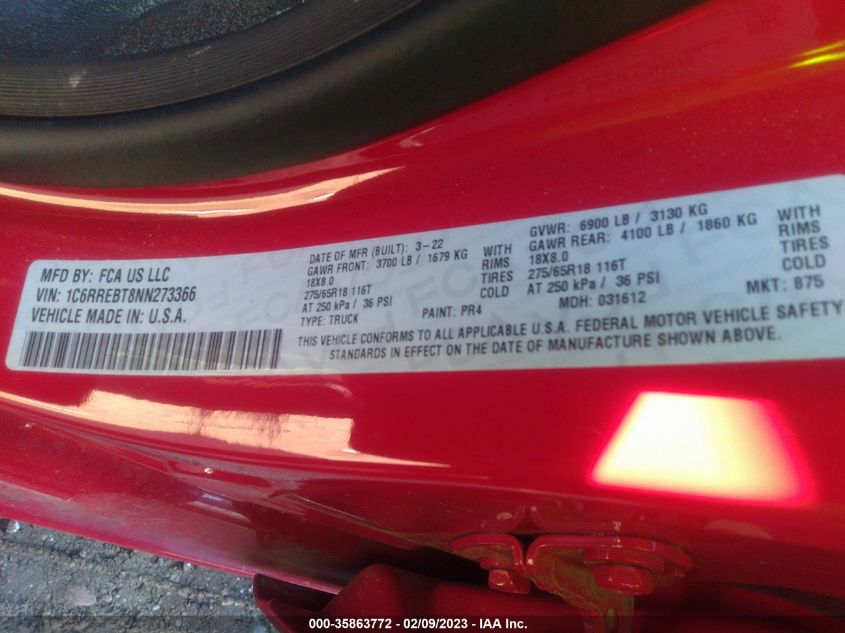 MFD BY: FCA US LLC
VIN: 1C6RREBT8NN273366
VEHICLE MADE IN: U.S.A.
DATE OF MFR (BUILT): 3-22
GAWR FRONT: 3700 LB / 1679 KG WITH
18X8.0 RIMS
275/65R18 116T TIRES
AT 250 kPa / 36 PSI COLD
TYPE: TRUCK PAINT: PR4
GVWR: 6900 LB / 3130 KG
GAWR REAR: 4100 LB / 1860 KG WITH
18X8.0 RIMS
275/65R18 116T TIRES
AT 250 kPa / 36 PSI COLD
MDH: 031612 MKT: B75
THIS VEHICLE CONFORMS TO ALL APPLICABLE U.S.A. FEDERAL MOTOR VEHICLE SAFETY
STANDARDS IN EFFECT ON THE DATE OF MANUFACTURE SHOWN ABOVE.
000-35863772 - 02/09/2023 - IAA Inc.